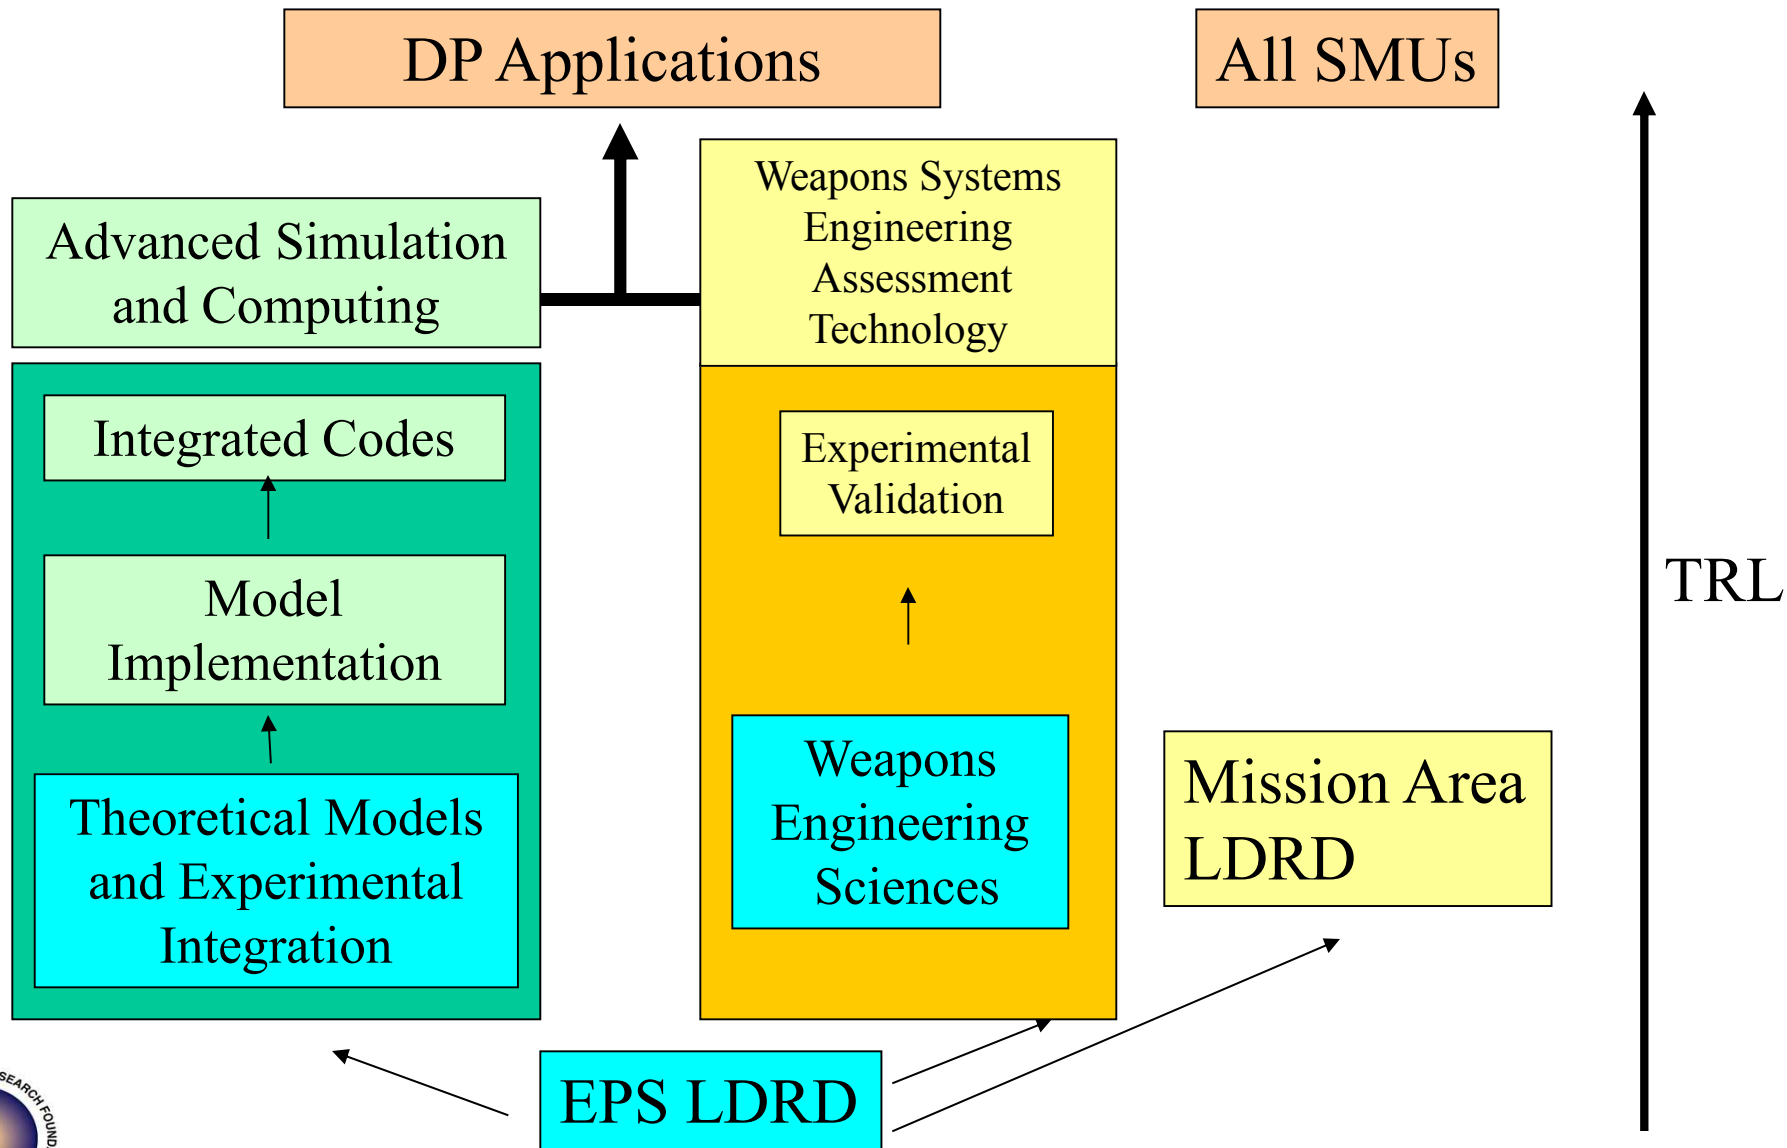 DP Applications
All SMUs
Weapons Systems
Engineering
Assessment
Technology
Advanced Simulation
and Computing
Integrated Codes
Experimental
Validation
Model
Implementation
TRL
Theoretical Models
and Experimental
Integration
Weapons
Engineering
Sciences
Mission Area
LDRD
EPS LDRD